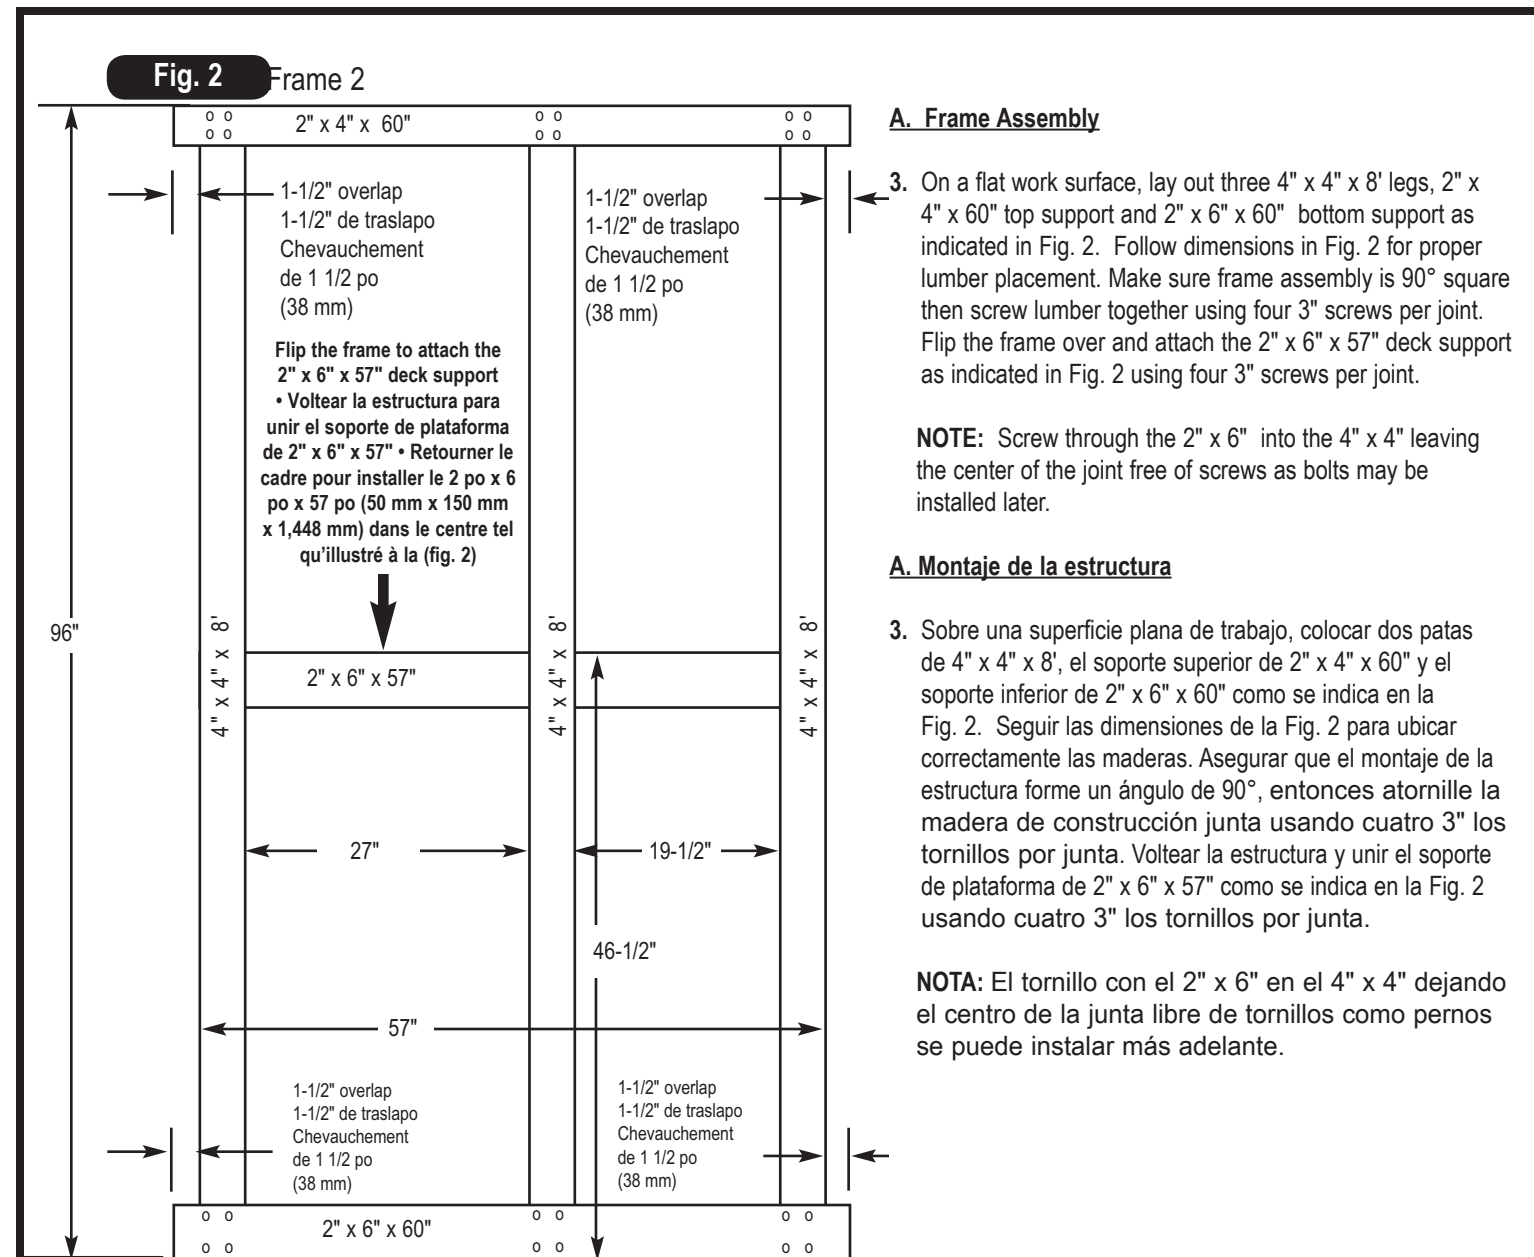 Fig. 2 Frame 2
2" x 4" x 60"
1-1/2" overlap
1-1/2" de traslapo
Chevauchement
de 1 1/2 po
(38 mm)
1-1/2" overlap
1-1/2" de traslapo
Chevauchement
de 1 1/2 po
(38 mm)
Flip the frame to attach the
2" x 6" x 57" deck support
• Voltear la estructura para
unir el soporte de plataforma
de 2" x 6" x 57" • Retourner le
cadre pour installer le 2 po x 6
po x 57 po (50 mm x 150 mm
x 1,448 mm) dans le centre tel
qu'illustré à la (fig. 2)
96"
4" x 4" x 8'
4" x 4" x 8'
4" x 4" x 8'
2" x 6" x 57"
27"
19-1/2"
46-1/2"
57"
1-1/2" overlap
1-1/2" de traslapo
Chevauchement
de 1 1/2 po
(38 mm)
1-1/2" overlap
1-1/2" de traslapo
Chevauchement
de 1 1/2 po
(38 mm)
2" x 6" x 60"
A. Frame Assembly
3. On a flat work surface, lay out three 4" x 4" x 8' legs, 2" x
4" x 60" top support and 2" x 6" x 60" bottom support as
indicated in Fig. 2. Follow dimensions in Fig. 2 for proper
lumber placement. Make sure frame assembly is 90° square
then screw lumber together using four 3" screws per joint.
Flip the frame over and attach the 2" x 6" x 57" deck support
as indicated in Fig. 2 using four 3" screws per joint.
NOTE: Screw through the 2" x 6" into the 4" x 4" leaving
the center of the joint free of screws as bolts may be
installed later.
A. Montaje de la estructura
3. Sobre una superficie plana de trabajo, colocar dos patas
de 4" x 4" x 8', el soporte superior de 2" x 4" x 60" y el
soporte inferior de 2" x 6" x 60" como se indica en la
Fig. 2. Seguir las dimensiones de la Fig. 2 para ubicar
correctamente las maderas. Asegurar que el montaje de la
estructura forme un ángulo de 90°, entonces atornille la
madera de construcción junta usando cuatro 3" los
tornillos por junta. Voltear la estructura y unir el soporte
de plataforma de 2" x 6" x 57" como se indica en la Fig. 2
usando cuatro 3" los tornillos por junta.
NOTA: El tornillo con el 2" x 6" en el 4" x 4" dejando
el centro de la junta libre de tornillos como pernos
se puede instalar más adelante.